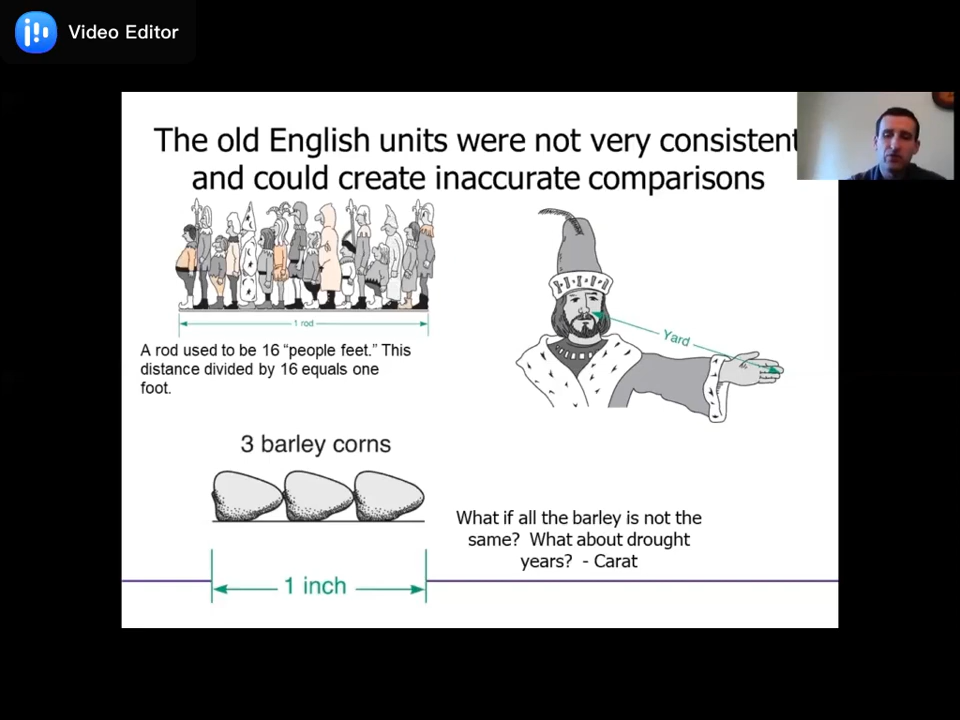 Video Editor
The old English units were not very consistent
and could create inaccurate comparisons
1 rod
A rod used to be 16 “people feet.” This
distance divided by 16 equals one
foot.
Yard
3 barley corns
1 inch
What if all the barley is not the
same? What about drought
years? - Carat